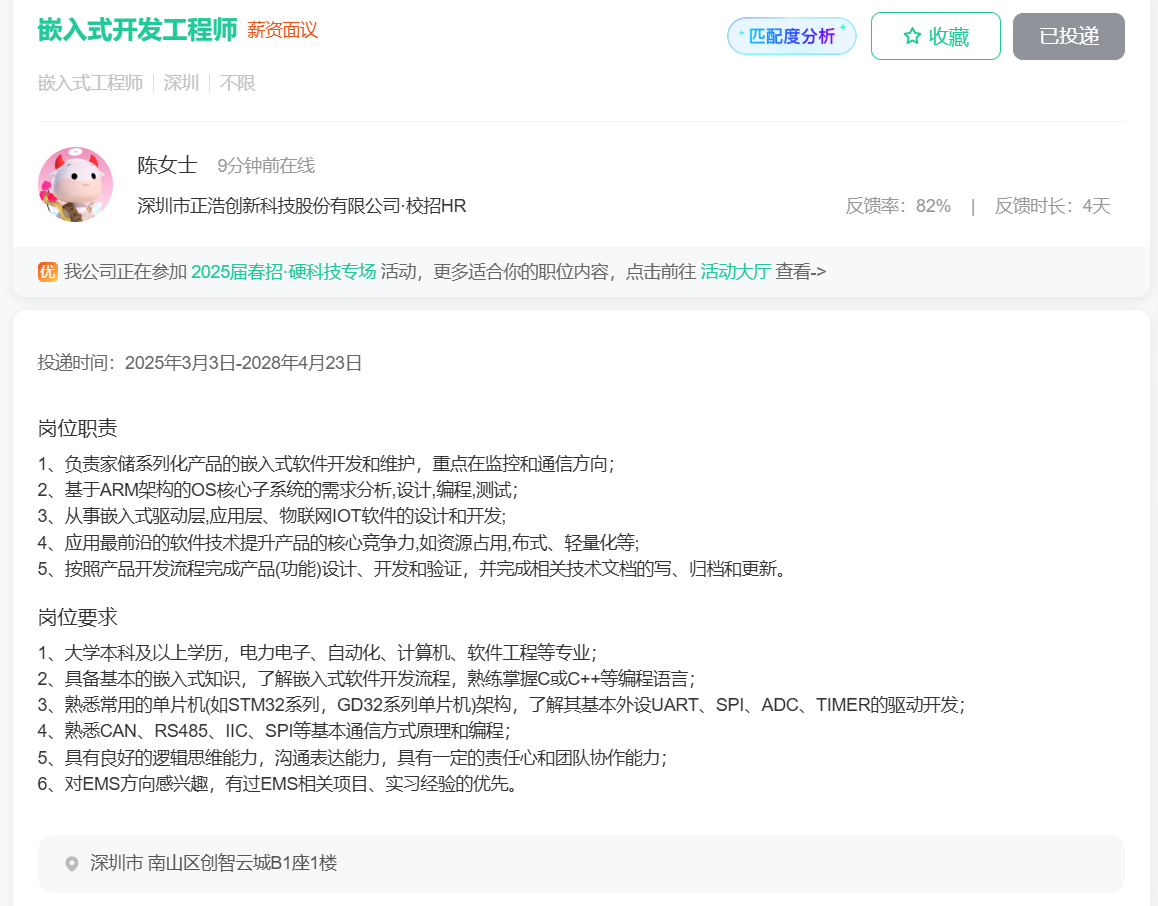 嵌入式开发工程师 薪资面议
匹配度分析 收藏 已投递
嵌入式工程师 | 深圳 | 不限
陈女士 9分钟前在线
深圳市正浩创新科技股份有限公司·校招HR 反馈率：82% | 反馈时长：4天
优 我公司正在参加 2025届春招·硬科技专场 活动，更多适合你的职位内容，点击前往 活动大厅 查看->
投递时间：2025年3月3日-2028年4月23日
岗位职责
1、负责家储系列化产品的嵌入式软件开发和维护，重点在监控和通信方向；
2、基于ARM架构的OS核心子系统的需求分析,设计,编程,测试；
3、从事嵌入式驱动层,应用层、物联网IOT软件的设计和开发;
4、应用最前沿的软件技术提升产品的核心竞争力,如资源占用,布式、轻量化等;
5、按照产品开发流程完成产品(功能)设计、开发和验证，并完成相关技术文档的写、归档和更新。
岗位要求
1、大学本科及以上学历，电力电子、自动化、计算机、软件工程等专业；
2、具备基本的嵌入式知识，了解嵌入式软件开发流程，熟练掌握C或C++等编程语言；
3、熟悉常用的单片机(如STM32系列，GD32系列单片机)架构，了解其基本外设UART、SPI、ADC、TIMER的驱动开发；
4、熟悉CAN、RS485、IIC、SPI等基本通信方式原理和编程；
5、具有良好的逻辑思维能力，沟通表达能力，具有一定的责任心和团队协作能力；
6、对EMS方向感兴趣，有过EMS相关项目、实习经验的优先。
深圳市 南山区创智云城B1座1楼